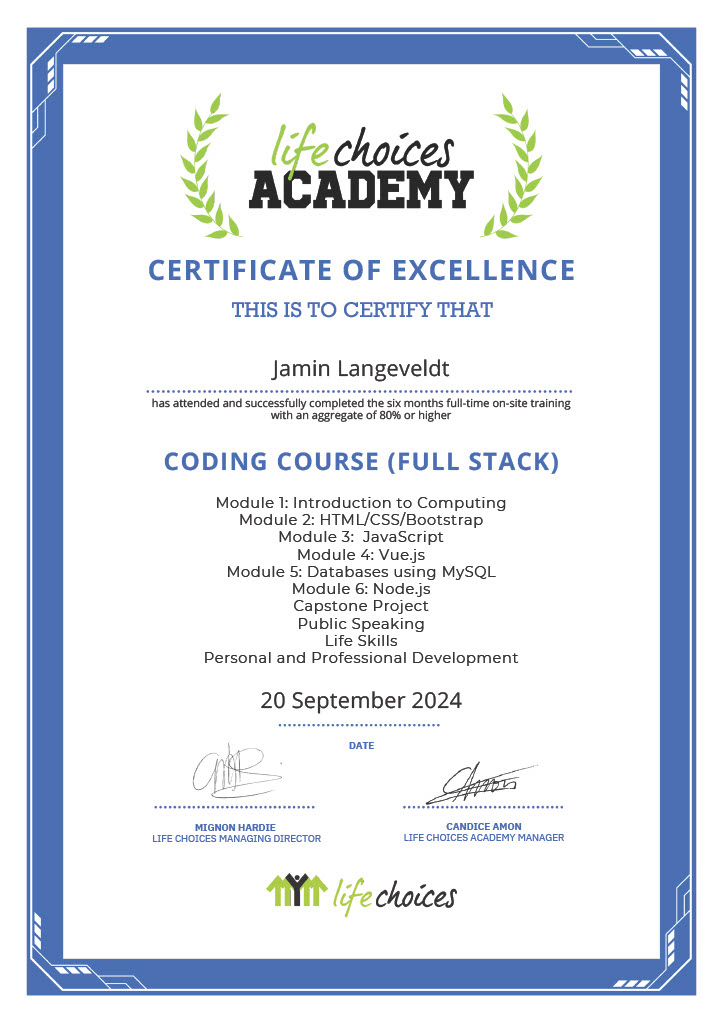 life choices
ACADEMY
CERTIFICATE OF EXCELLENCE
THIS IS TO CERTIFY THAT
Jamin Langeveldt
has attended and successfully completed the six months full-time on-site training
with an aggregate of 80% or higher
CODING COURSE (FULL STACK)
Module 1: Introduction to Computing
Module 2: HTML/CSS/Bootstrap
Module 3: JavaScript
Module 4: Vue.js
Module 5: Databases using MySQL
Module 6: Node.js
Capstone Project
Public Speaking
Life Skills
Personal and Professional Development
20 September 2024
DATE
MIGNON HARDIE
LIFE CHOICES MANAGING DIRECTOR
CANDICE AMON
LIFE CHOICES ACADEMY MANAGER
life choices